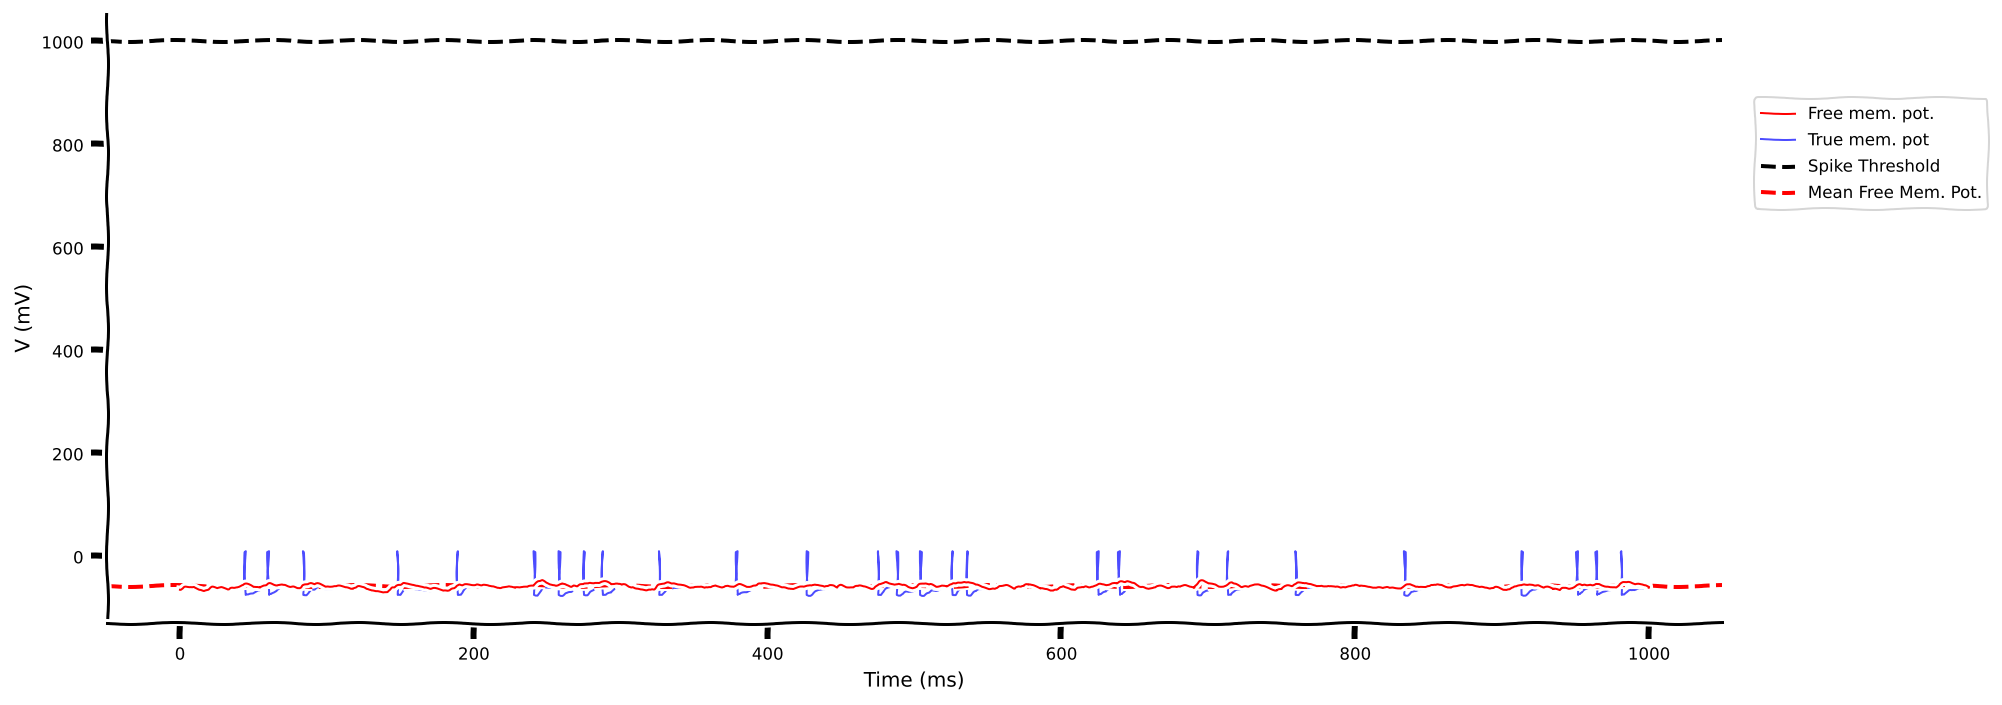 1000
800
600
400
200
0
V (mV)
0
200
400
600
800
1000
Time (ms)
Free mem. pot.
True mem. pot
Spike Threshold
Mean Free Mem. Pot.